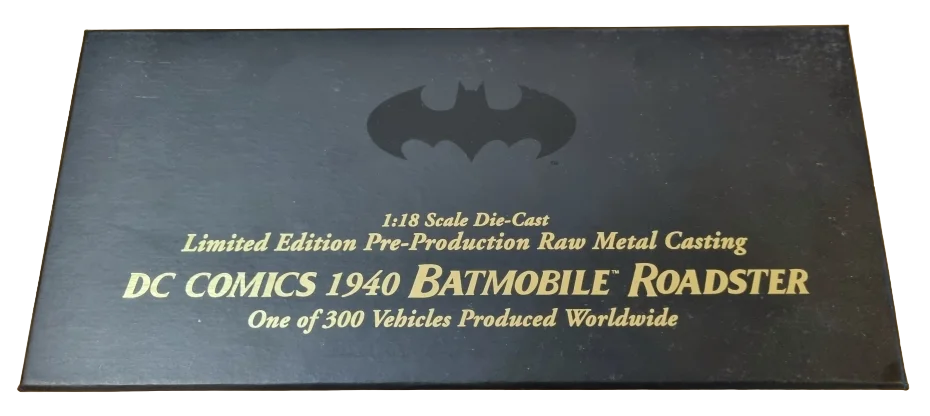 1:18 Scale Die-Cast
Limited Edition Pre-Production Raw Metal Casting
DC COMICS 1940 BATMOBILE™ ROADSTER
One of 300 Vehicles Produced Worldwide